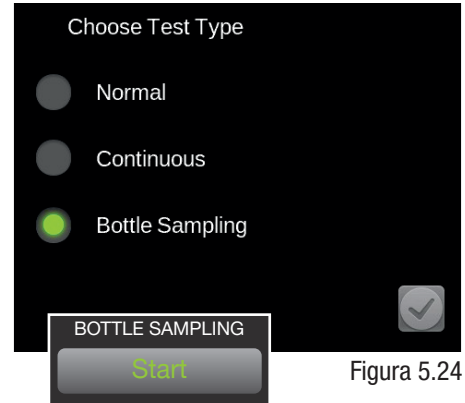 Choose Test Type
Normal
Continuous
Bottle Sampling
BOTTLE SAMPLING
Start
Figura 5.24